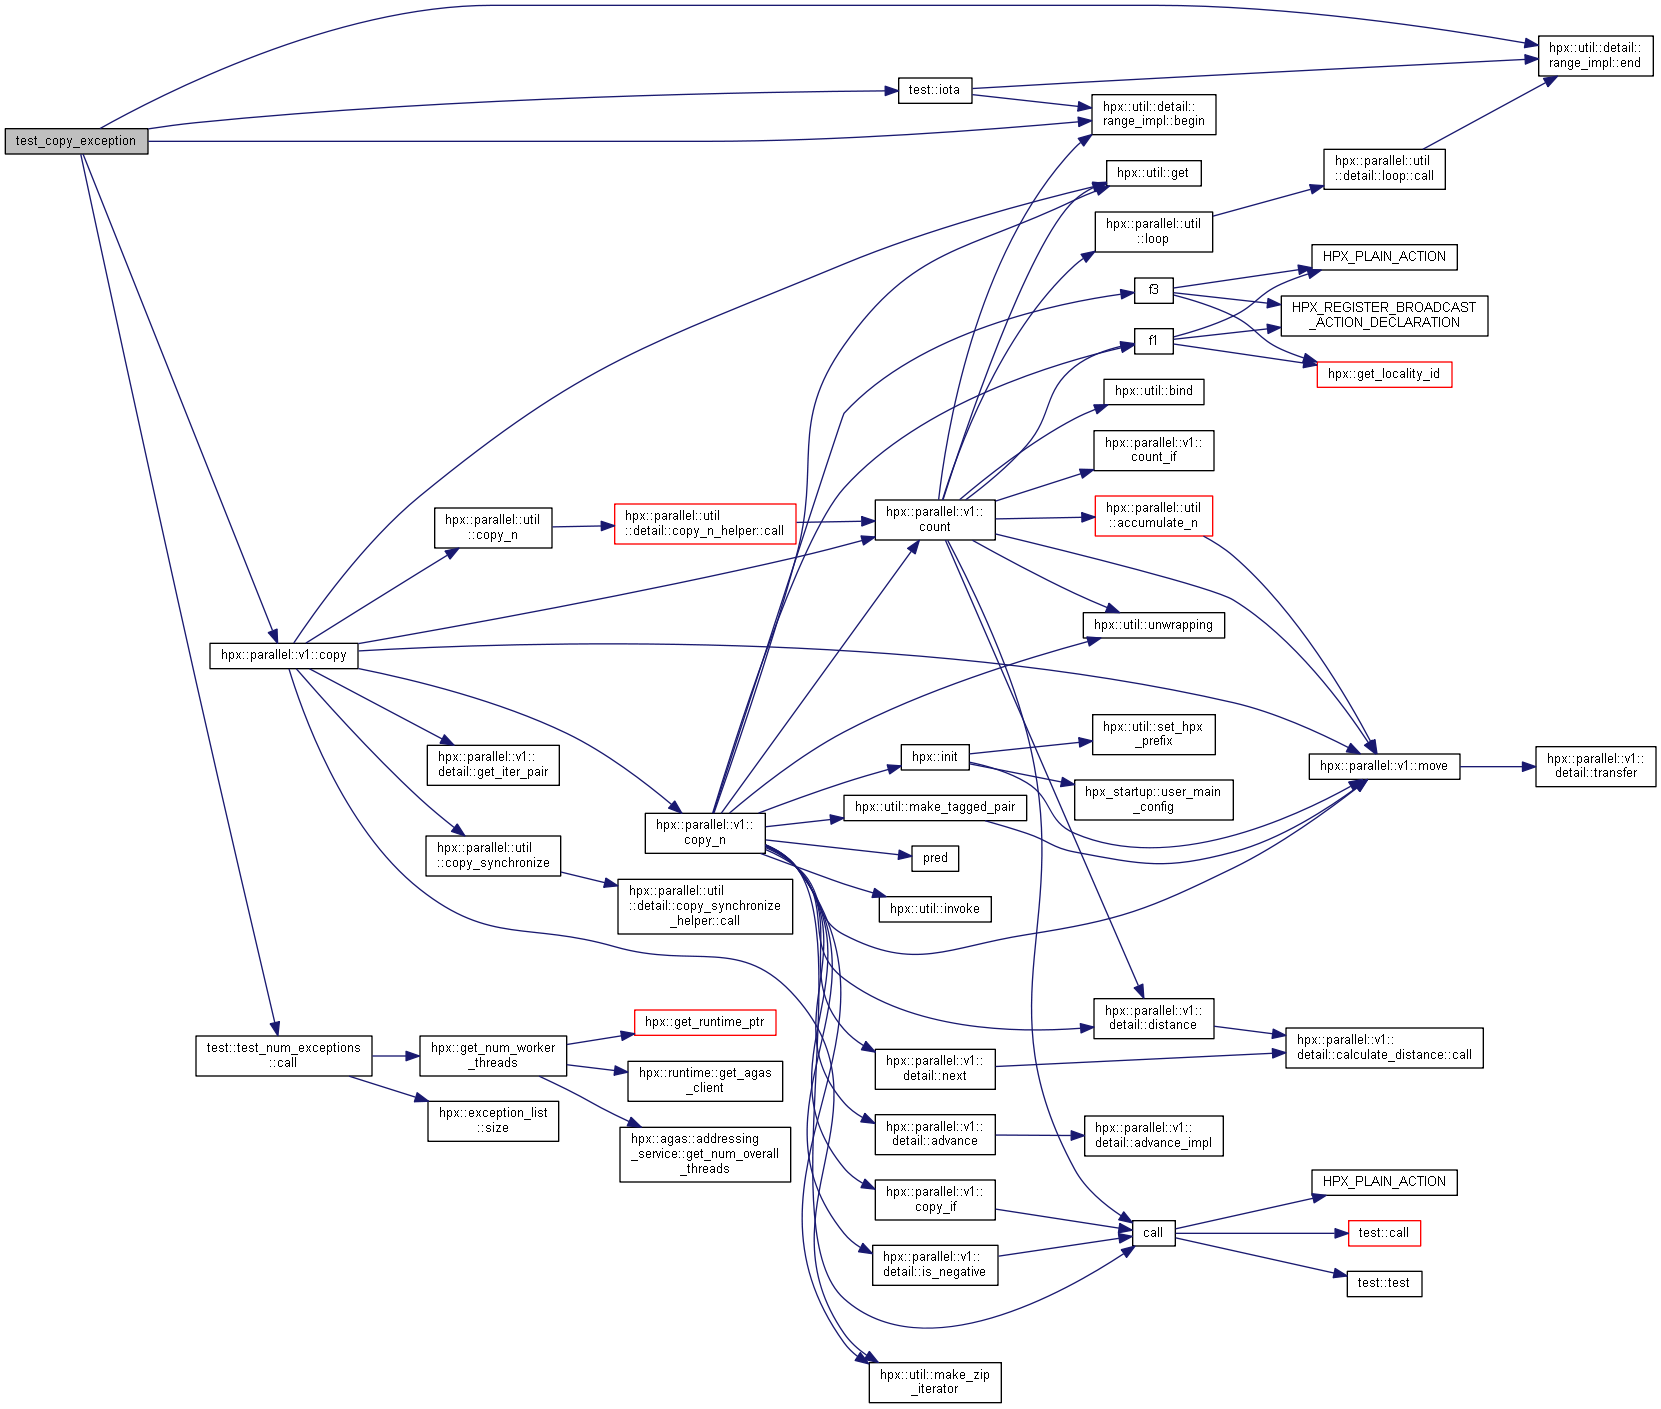 hpx::util::detail::
range_impl::end
test::iota
hpx::util::detail::
range_impl::begin
test_copy_exception
hpx::util::get
hpx::parallel::util
::detail::loop::call
hpx::parallel::util
::loop
HPX_PLAIN_ACTION
f3
HPX_REGISTER_BROADCAST
_ACTION_DECLARATION
f1
hpx::get_locality_id
hpx::util::bind
hpx::parallel::v1::
count_if
hpx::parallel::util
::copy_n
hpx::parallel::util
::detail::copy_n_helper::call
hpx::parallel::v1::
count
hpx::parallel::util
::accumulate_n
hpx::util::unwrapping
hpx::parallel::v1::copy
hpx::parallel::v1::
detail::get_iter_pair
hpx::init
hpx::util::set_hpx
_prefix
hpx::parallel::v1::move
hpx::parallel::v1::
detail::transfer
hpx_startup::user_main
_config
hpx::util::make_tagged_pair
hpx::parallel::v1::
copy_n
hpx::parallel::util
::copy_synchronize
pred
hpx::parallel::util
::detail::copy_synchronize
_helper::call
hpx::util::invoke
hpx::get_runtime_ptr
hpx::parallel::v1::
detail::distance
test::test_num_exceptions
::call
hpx::get_num_worker
_threads
hpx::parallel::v1::
detail::calculate_distance::call
hpx::parallel::v1::
detail::next
hpx::runtime::get_agas
_client
hpx::exception_list
::size
hpx::agas::addressing
_service::get_num_overall
_threads
hpx::parallel::v1::
detail::advance
hpx::parallel::v1::
detail::advance_impl
hpx::parallel::v1::
copy_if
HPX_PLAIN_ACTION
call
test::call
hpx::parallel::v1::
detail::is_negative
test::test
hpx::util::make_zip
_iterator